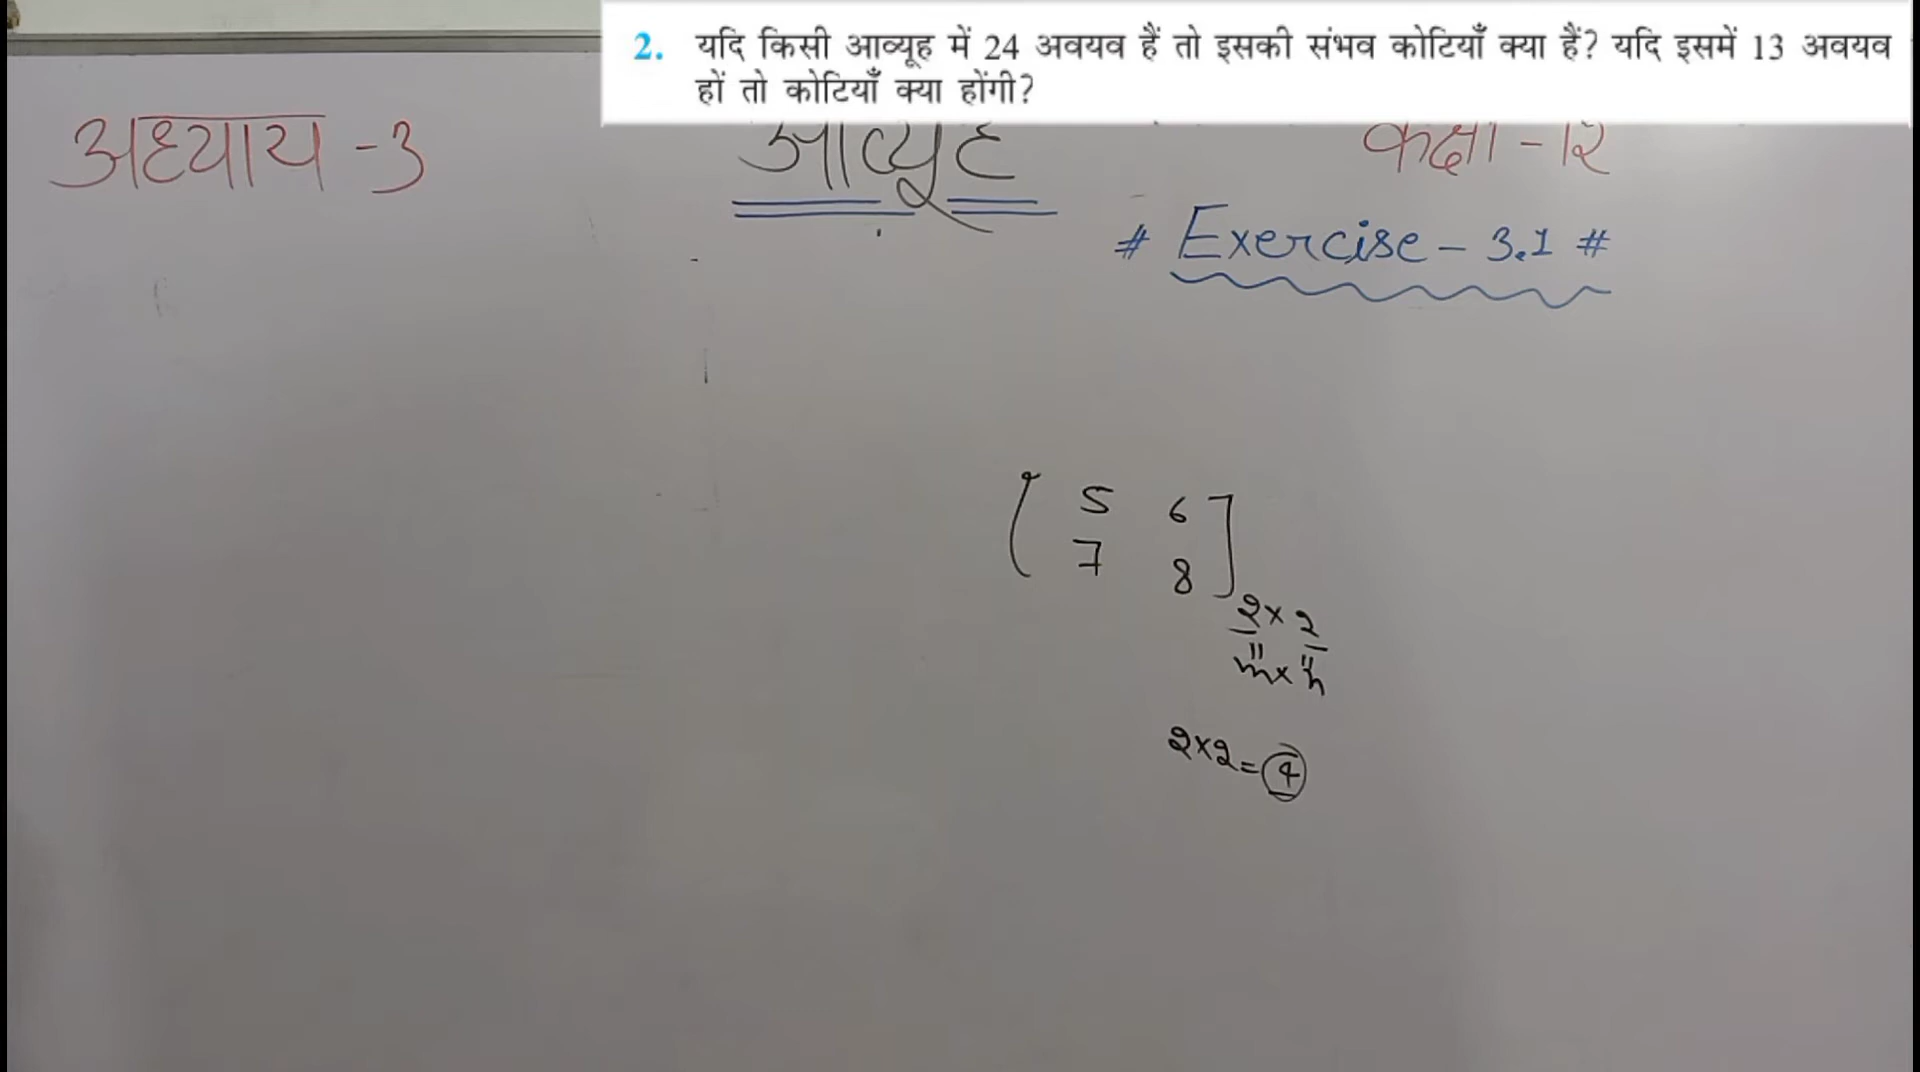 2. यदि किसी आव्यूह में 24 अवयव हैं तो इसकी संभव कोटियाँ क्या हैं? यदि इसमें 13 अवयव
हों तो कोटियाँ क्या होंगी?
अध्याय -3 आव्यूह कक्षा - 12
# Exercise - 3.1 #
5 6
7 8
2 × 2
m × n
2×2 = 4